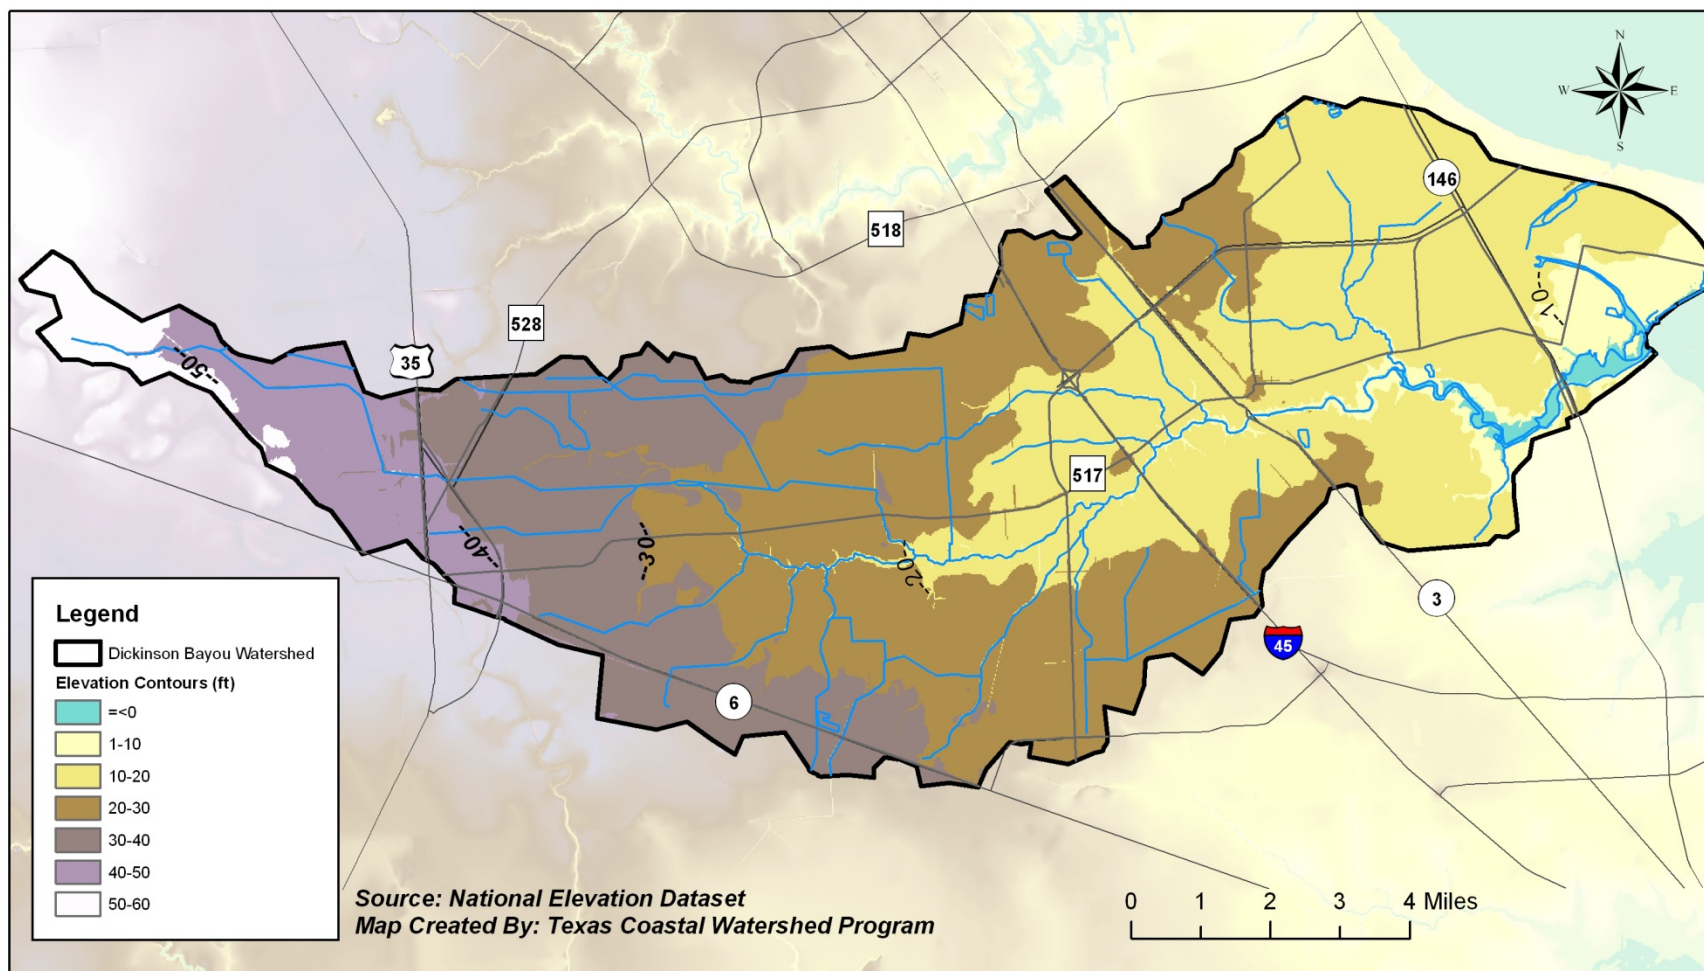 N
W
E
S
146
518
528
35
--50--
--10--
517
--40--
--30--
--20--
3
45
6
Legend
Dickinson Bayou Watershed
Elevation Contours (ft)
=<0
1-10
10-20
20-30
30-40
40-50
50-60
Source: National Elevation Dataset
Map Created By: Texas Coastal Watershed Program
0 1 2 3 4 Miles